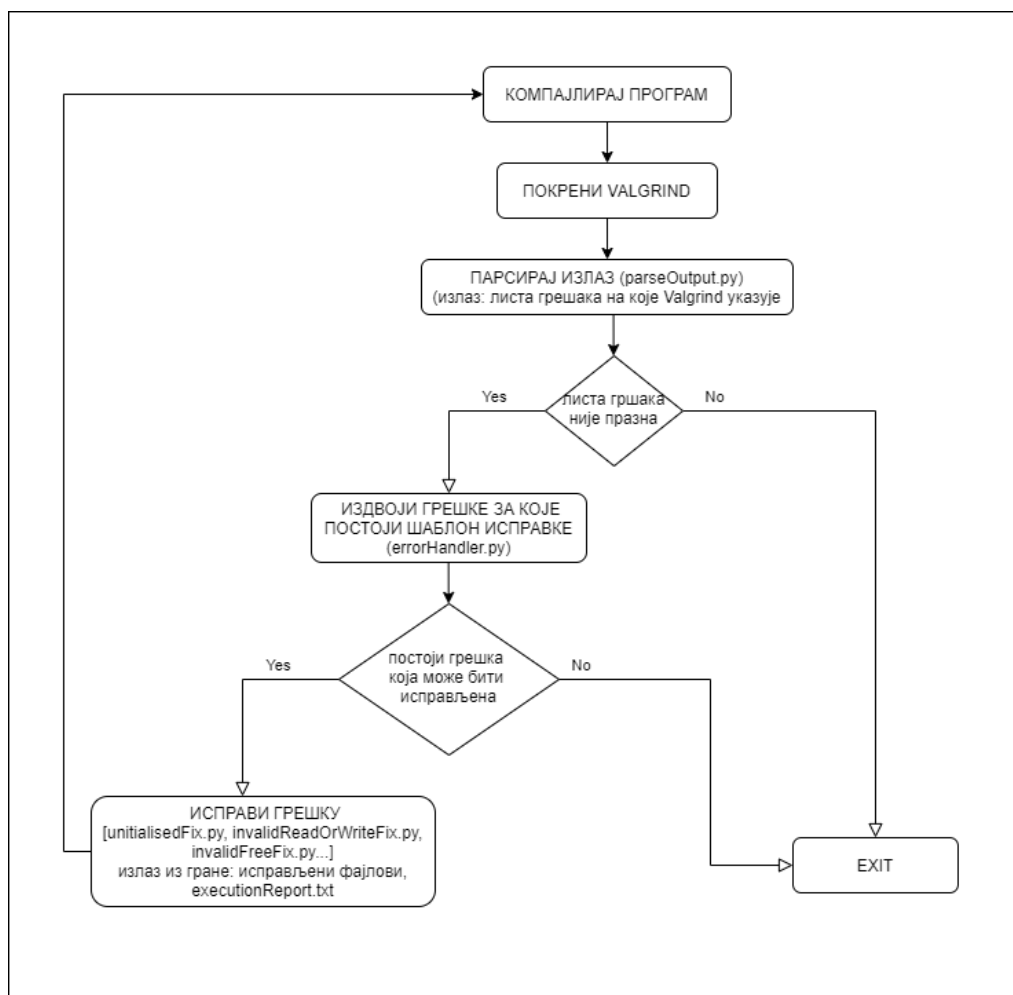 КОМПАЈЛИРАЈ ПРОГРАМ
ПОКРЕНИ VALGRIND
ПАРСИРАЈ ИЗЛАЗ (parseOutput.py)
(излаз: листа грешака на које Valgrind указује
листа гршака
није празна
Yes
No
ИЗДВОЈИ ГРЕШКЕ ЗА КОЈЕ
ПОСТОЈИ ШАБЛОН ИСПРАВКЕ
(errorHandler.py)
постоји грешка
која може бити
исправљена
Yes
No
ИСПРАВИ ГРЕШКУ
[unitialisedFix.py, invalidReadOrWriteFix.py,
invalidFreeFix.py...]
излаз из гране: исправљени фајлови,
executionReport.txt
EXIT